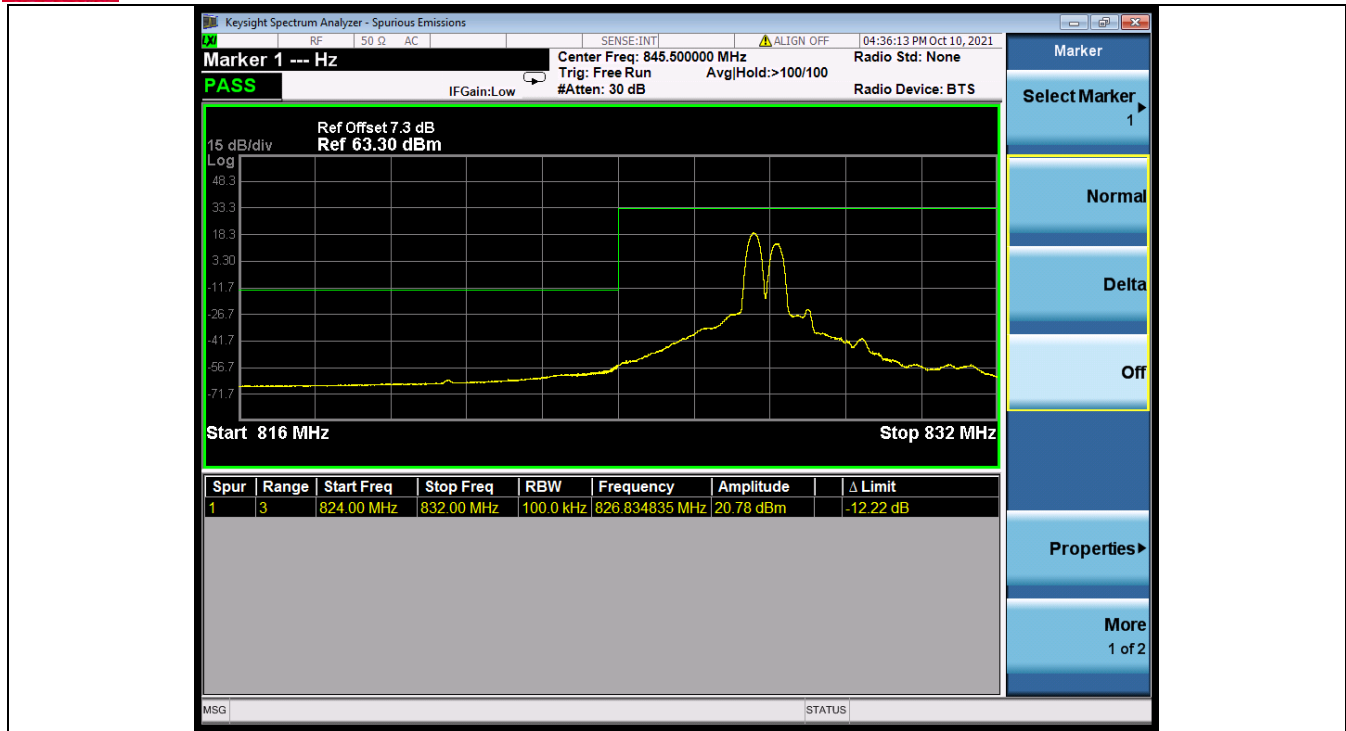 Keysight Spectrum Analyzer - Spurious Emissions
LXI RF 50 Ω AC SENSE:INT ALIGN OFF 04:36:13 PM Oct 10, 2021
Marker 1 --- Hz
Center Freq: 845.500000 MHz Radio Std: None
Trig: Free Run Avg|Hold:>100/100
PASS IFGain:Low #Atten: 30 dB Radio Device: BTS
Ref Offset 7.3 dB
15 dB/div Ref 63.30 dBm
Log
48.3
33.3
18.3
3.30
-11.7
-26.7
-41.7
-56.7
-71.7
Start 816 MHz Stop 832 MHz
Spur Range Start Freq Stop Freq RBW Frequency Amplitude Δ Limit
1 3 824.00 MHz 832.00 MHz 100.0 kHz 826.834835 MHz 20.78 dBm -12.22 dB
MSG STATUS
Marker
Select Marker
1
Normal
Delta
Off
Properties
More
1 of 2